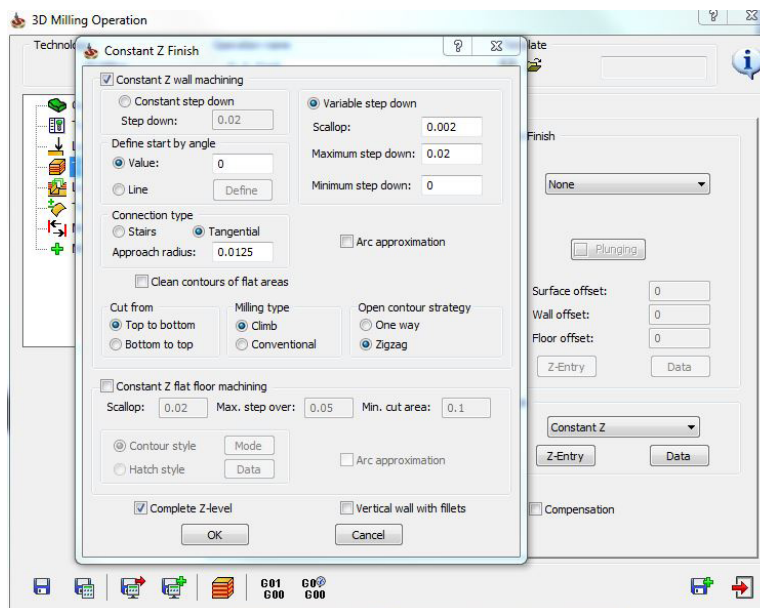 3D Milling Operation
Technolo
late
Constant Z Finish
Constant Z wall machining
Constant step down
Step down: 0.02
Variable step down
Scallop: 0.002
Maximum step down: 0.02
Minimum step down: 0
Define start by angle
Value: 0
Line Define
Connection type
Stairs Tangential
Approach radius: 0.0125
Arc approximation
Clean contours of flat areas
Cut from
Top to bottom
Bottom to top
Milling type
Climb
Conventional
Open contour strategy
One way
Zigzag
Constant Z flat floor machining
Scallop: 0.02 Max. step over: 0.05 Min. cut area: 0.1
Contour style Mode
Hatch style Data
Arc approximation
Complete Z-level
Vertical wall with fillets
OK Cancel
Finish
None
Plunging
Surface offset: 0
Wall offset: 0
Floor offset: 0
Z-Entry Data
Constant Z
Z-Entry Data
Compensation
G01 G00
G00 G00